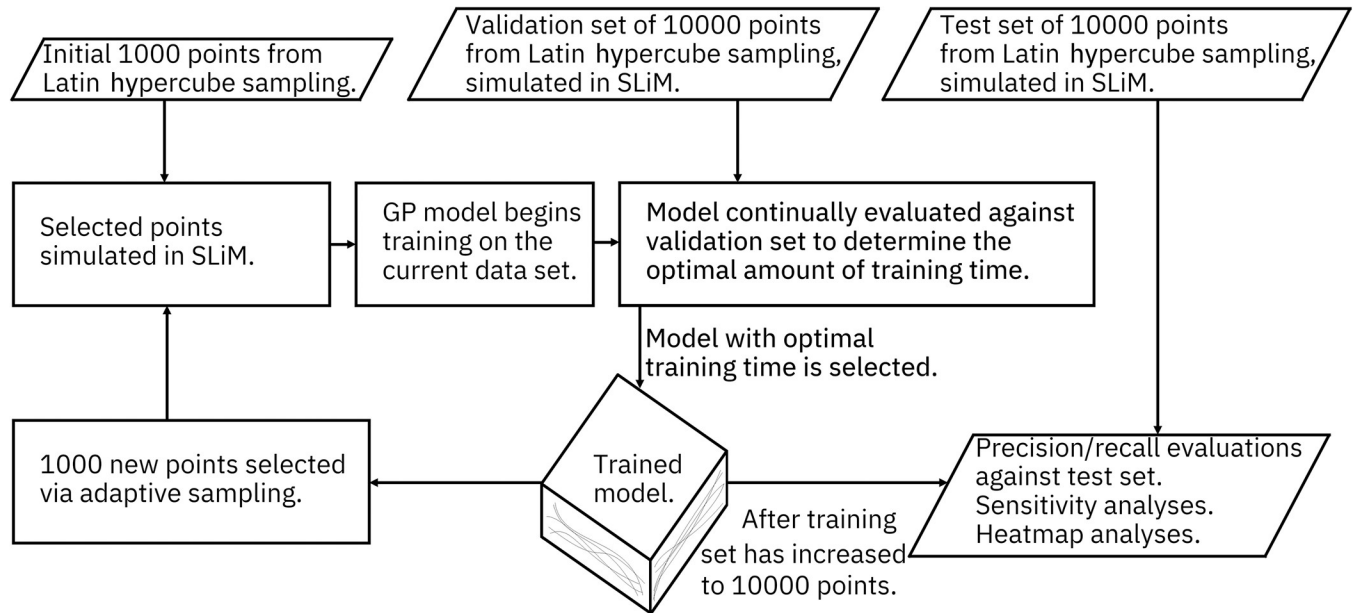 Initial 1000 points from
Latin hypercube sampling.
Validation set of 10000 points
from Latin hypercube sampling,
simulated in SLiM.
Test set of 10000 points
from Latin hypercube sampling,
simulated in SLiM.
Selected points
simulated in SLiM.
GP model begins
training on the
current data set.
Model continually evaluated against
validation set to determine the
optimal amount of training time.
Model with optimal
training time is selected.
1000 new points selected
via adaptive sampling.
Trained
model.
After training
set has increased
to 10000 points.
Precision/recall evaluations
against test set.
Sensitivity analyses.
Heatmap analyses.